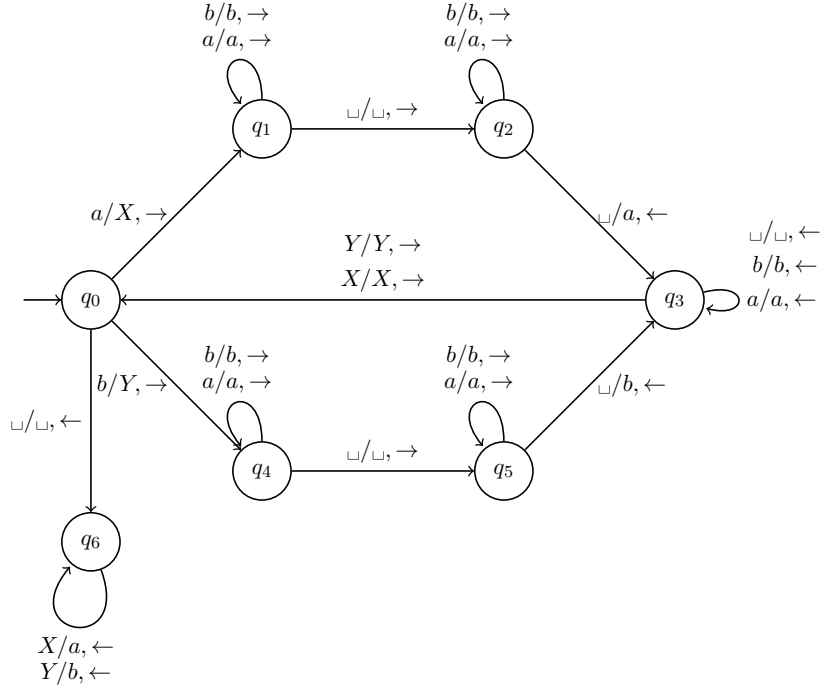 b/b, →
a/a, →
b/b, →
a/a, →
q₁
␣/␣, →
q₂
a/X, →
␣/a, ←
Y/Y, →
X/X, →
␣/␣, ←
b/b, ←
a/a, ←
q₀
q₃
b/Y, →
b/b, →
a/a, →
b/b, →
a/a, →
␣/b, ←
␣/␣, ←
q₄
␣/␣, →
q₅
q₆
X/a, ←
Y/b, ←